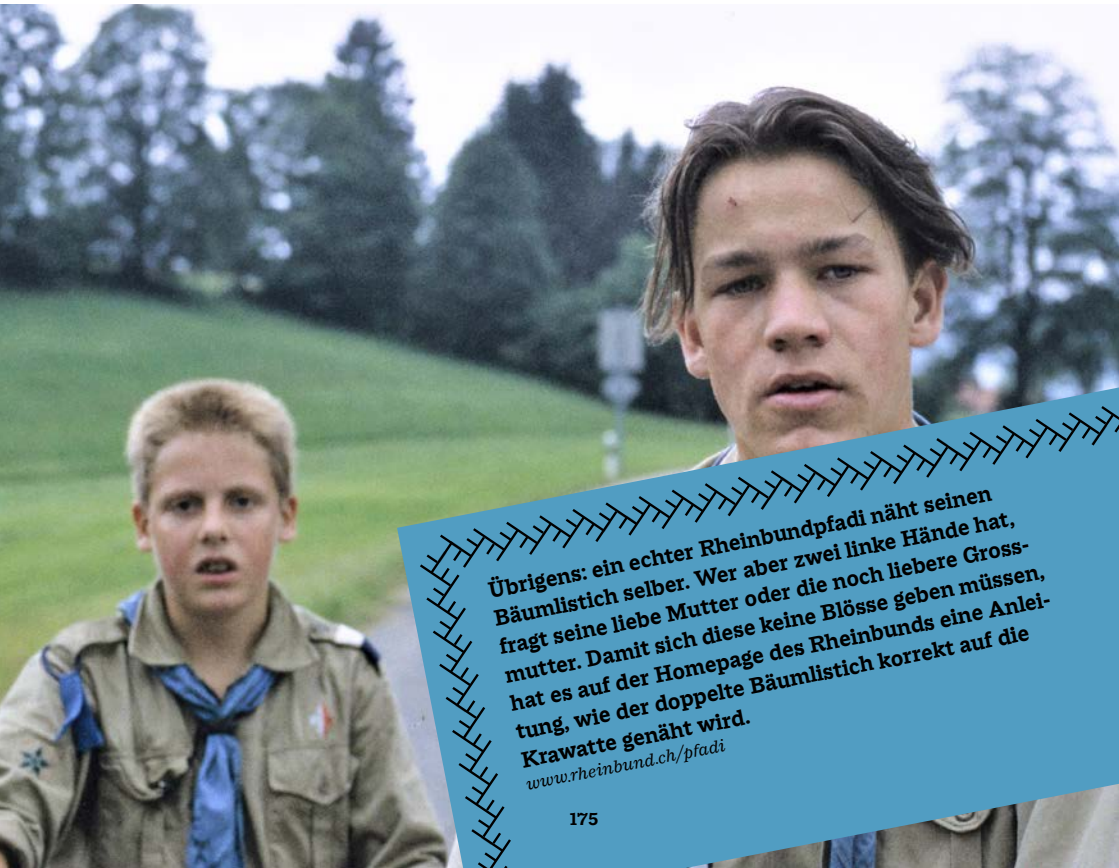 Übrigens: ein echter Rheinbundpfadi näht seinen
Bäumlistich selber. Wer aber zwei linke Hände hat,
fragt seine liebe Mutter oder die noch liebere Gross-
mutter. Damit sich diese keine Blösse geben müssen,
hat es auf der Homepage des Rheinbunds eine Anlei-
tung, wie der doppelte Bäumlistich korrekt auf die
Krawatte genäht wird.
www.rheinbund.ch/pfadi
175